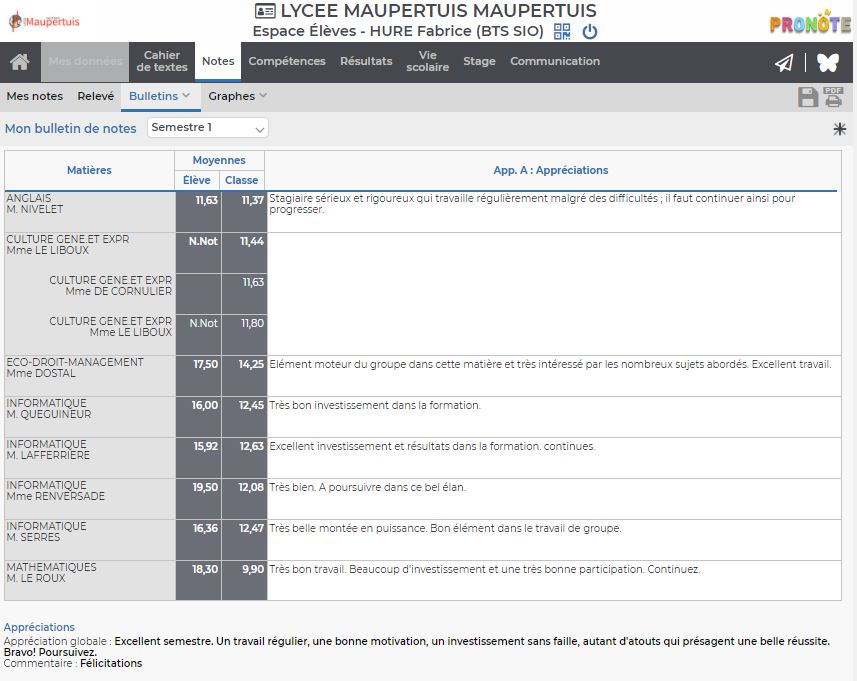 Maupertuis
LYCEE MAUPERTUIS MAUPERTUIS
Espace Élèves - HURE Fabrice (BTS SIO)
PRONOTE
Mes données
Cahier
de textes
Notes
Compétences
Résultats
Vie
scolaire
Stage
Communication
Mes notes
Relevé
Bulletins
Graphes
PDF
Mon bulletin de notes
Semestre 1
Matières
Moyennes
Élève
Classe
App. A : Appréciations
ANGLAIS
M. NIVELET
11,63
11,37
Stagiaire sérieux et rigoureux qui travaille régulièrement malgré des difficultés ; il faut continuer ainsi pour
progresser.
CULTURE GENE.ET EXPR
Mme LE LIBOUX
N.Not
11,44
CULTURE GENE.ET EXPR
Mme DE CORNULIER
11,63
CULTURE GENE.ET EXPR
Mme LE LIBOUX
N.Not
11,80
ECO-DROIT-MANAGEMENT
Mme DOSTAL
17,50
14,25
Elément moteur du groupe dans cette matière et très intéressé par les nombreux sujets abordés. Excellent travail.
INFORMATIQUE
M. QUEGUINEUR
16,00
12,45
Très bon investissement dans la formation.
INFORMATIQUE
M. LAFFERRIERE
15,92
12,63
Excellent investissement et résultats dans la formation. continues.
INFORMATIQUE
Mme RENVERSADE
19,50
12,08
Très bien. A poursuivre dans ce bel élan.
INFORMATIQUE
M. SERRES
16,36
12,47
Très belle montée en puissance. Bon élément dans le travail de groupe.
MATHEMATIQUES
M. LE ROUX
18,30
9,90
Très bon travail. Beaucoup d'investissement et une très bonne participation. Continuez.
Appréciations
Appréciation globale : Excellent semestre. Un travail régulier, une bonne motivation, un investissement sans faille, autant d'atouts qui présagent une belle réussite.
Bravo! Poursuivez.
Commentaire : Félicitations